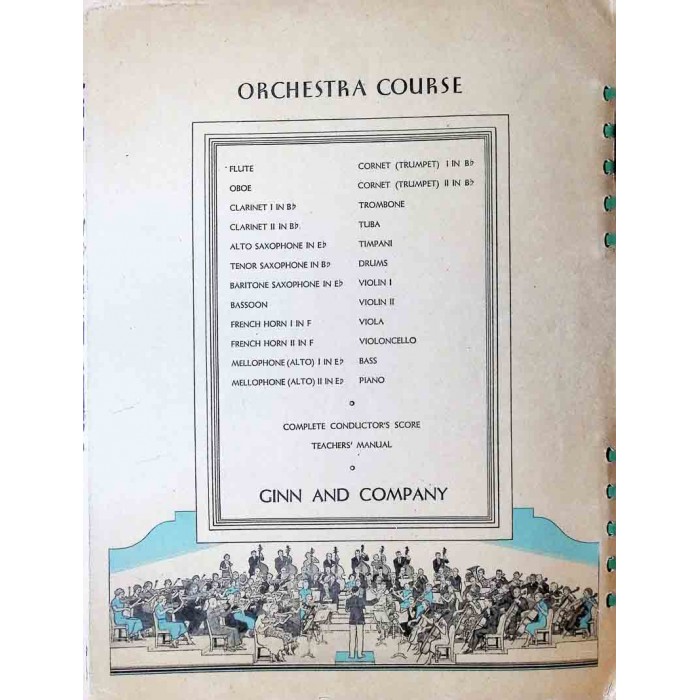 ORCHESTRA COURSE
FLUTE
OBOE
CLARINET I IN B♭
CLARINET II IN B♭.
ALTO SAXOPHONE IN E♭
TENOR SAXOPHONE IN B♭
BARITONE SAXOPHONE IN E♭
BASSOON
FRENCH HORN I IN F
FRENCH HORN II IN F
MELLOPHONE (ALTO) I IN E♭
MELLOPHONE (ALTO) II IN E♭
CORNET (TRUMPET) I IN B♭
CORNET (TRUMPET) II IN B♭
TROMBONE
TUBA
TIMPANI
DRUMS
VIOLIN I
VIOLIN II
VIOLA
VIOLONCELLO
BASS
PIANO
COMPLETE CONDUCTOR'S SCORE
TEACHERS' MANUAL
GINN AND COMPANY